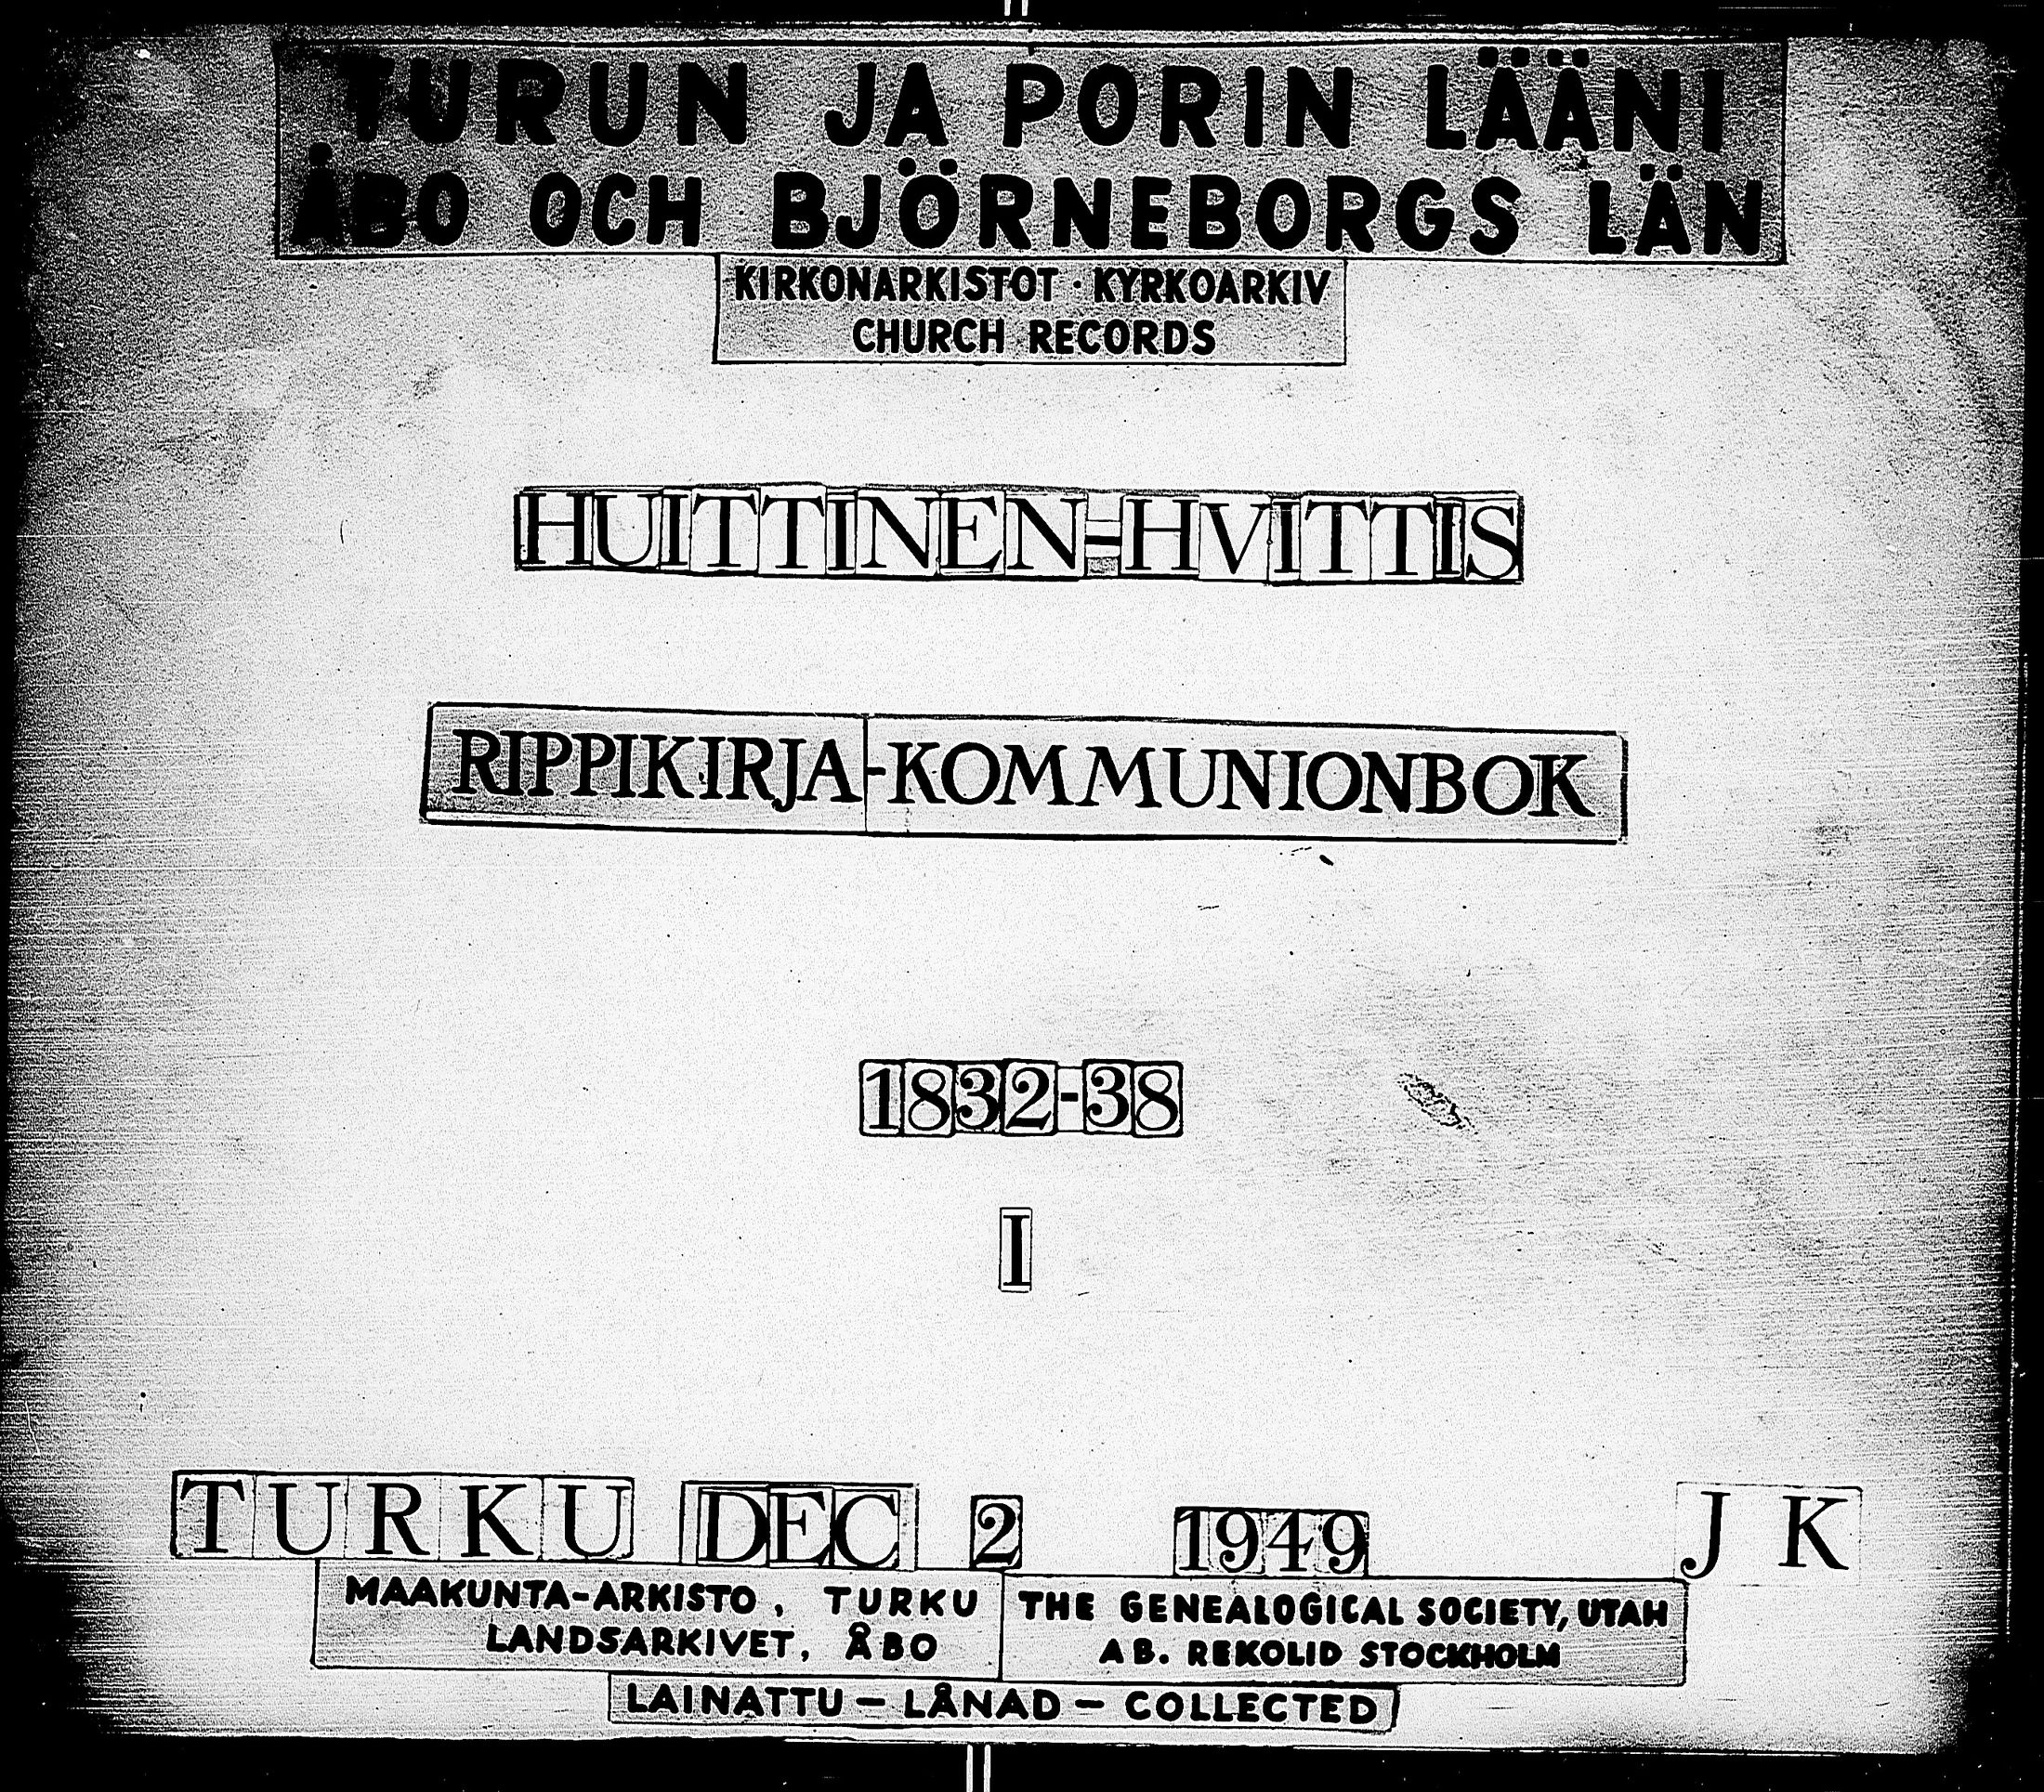 TURUN JA PORIN LÄÄNI
ÅBO OCH BJÖRNEBORGS LÄN
KIRKONARKISTOT · KYRKOARKIV
CHURCH RECORDS
HUITTINEN=HVITTIS
RIPPIKIRJA-KOMMUNIONBOK
1832-38
I
TURKU DEC 2 1949 J K
MAAKUNTA-ARKISTO, TURKU
LANDSARKIVET, ÅBO
THE GENEALOGICAL SOCIETY, UTAH
AB. REKOLID STOCKHOLM
LAINATTU - LÅNAD - COLLECTED